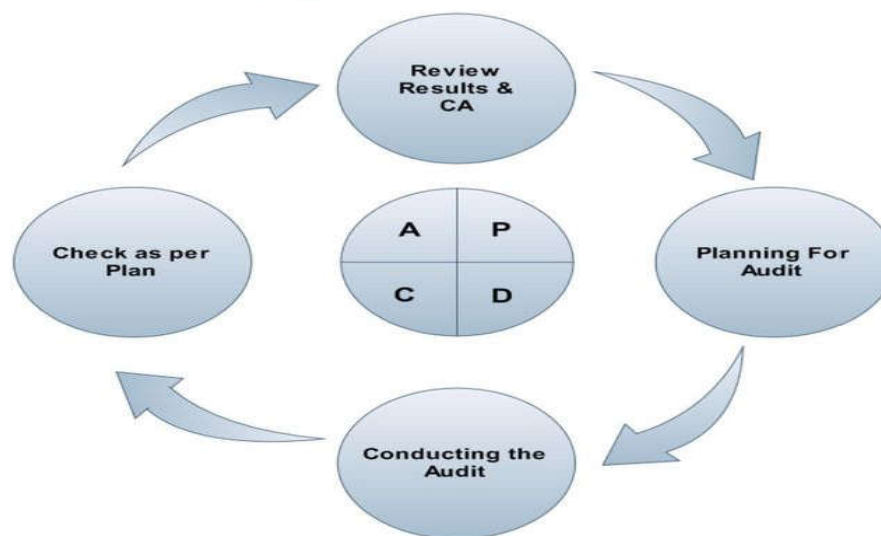 Review
Results &
CA
A
P
Check as per
Plan
Planning For
Audit
C
D
Conducting the
Audit